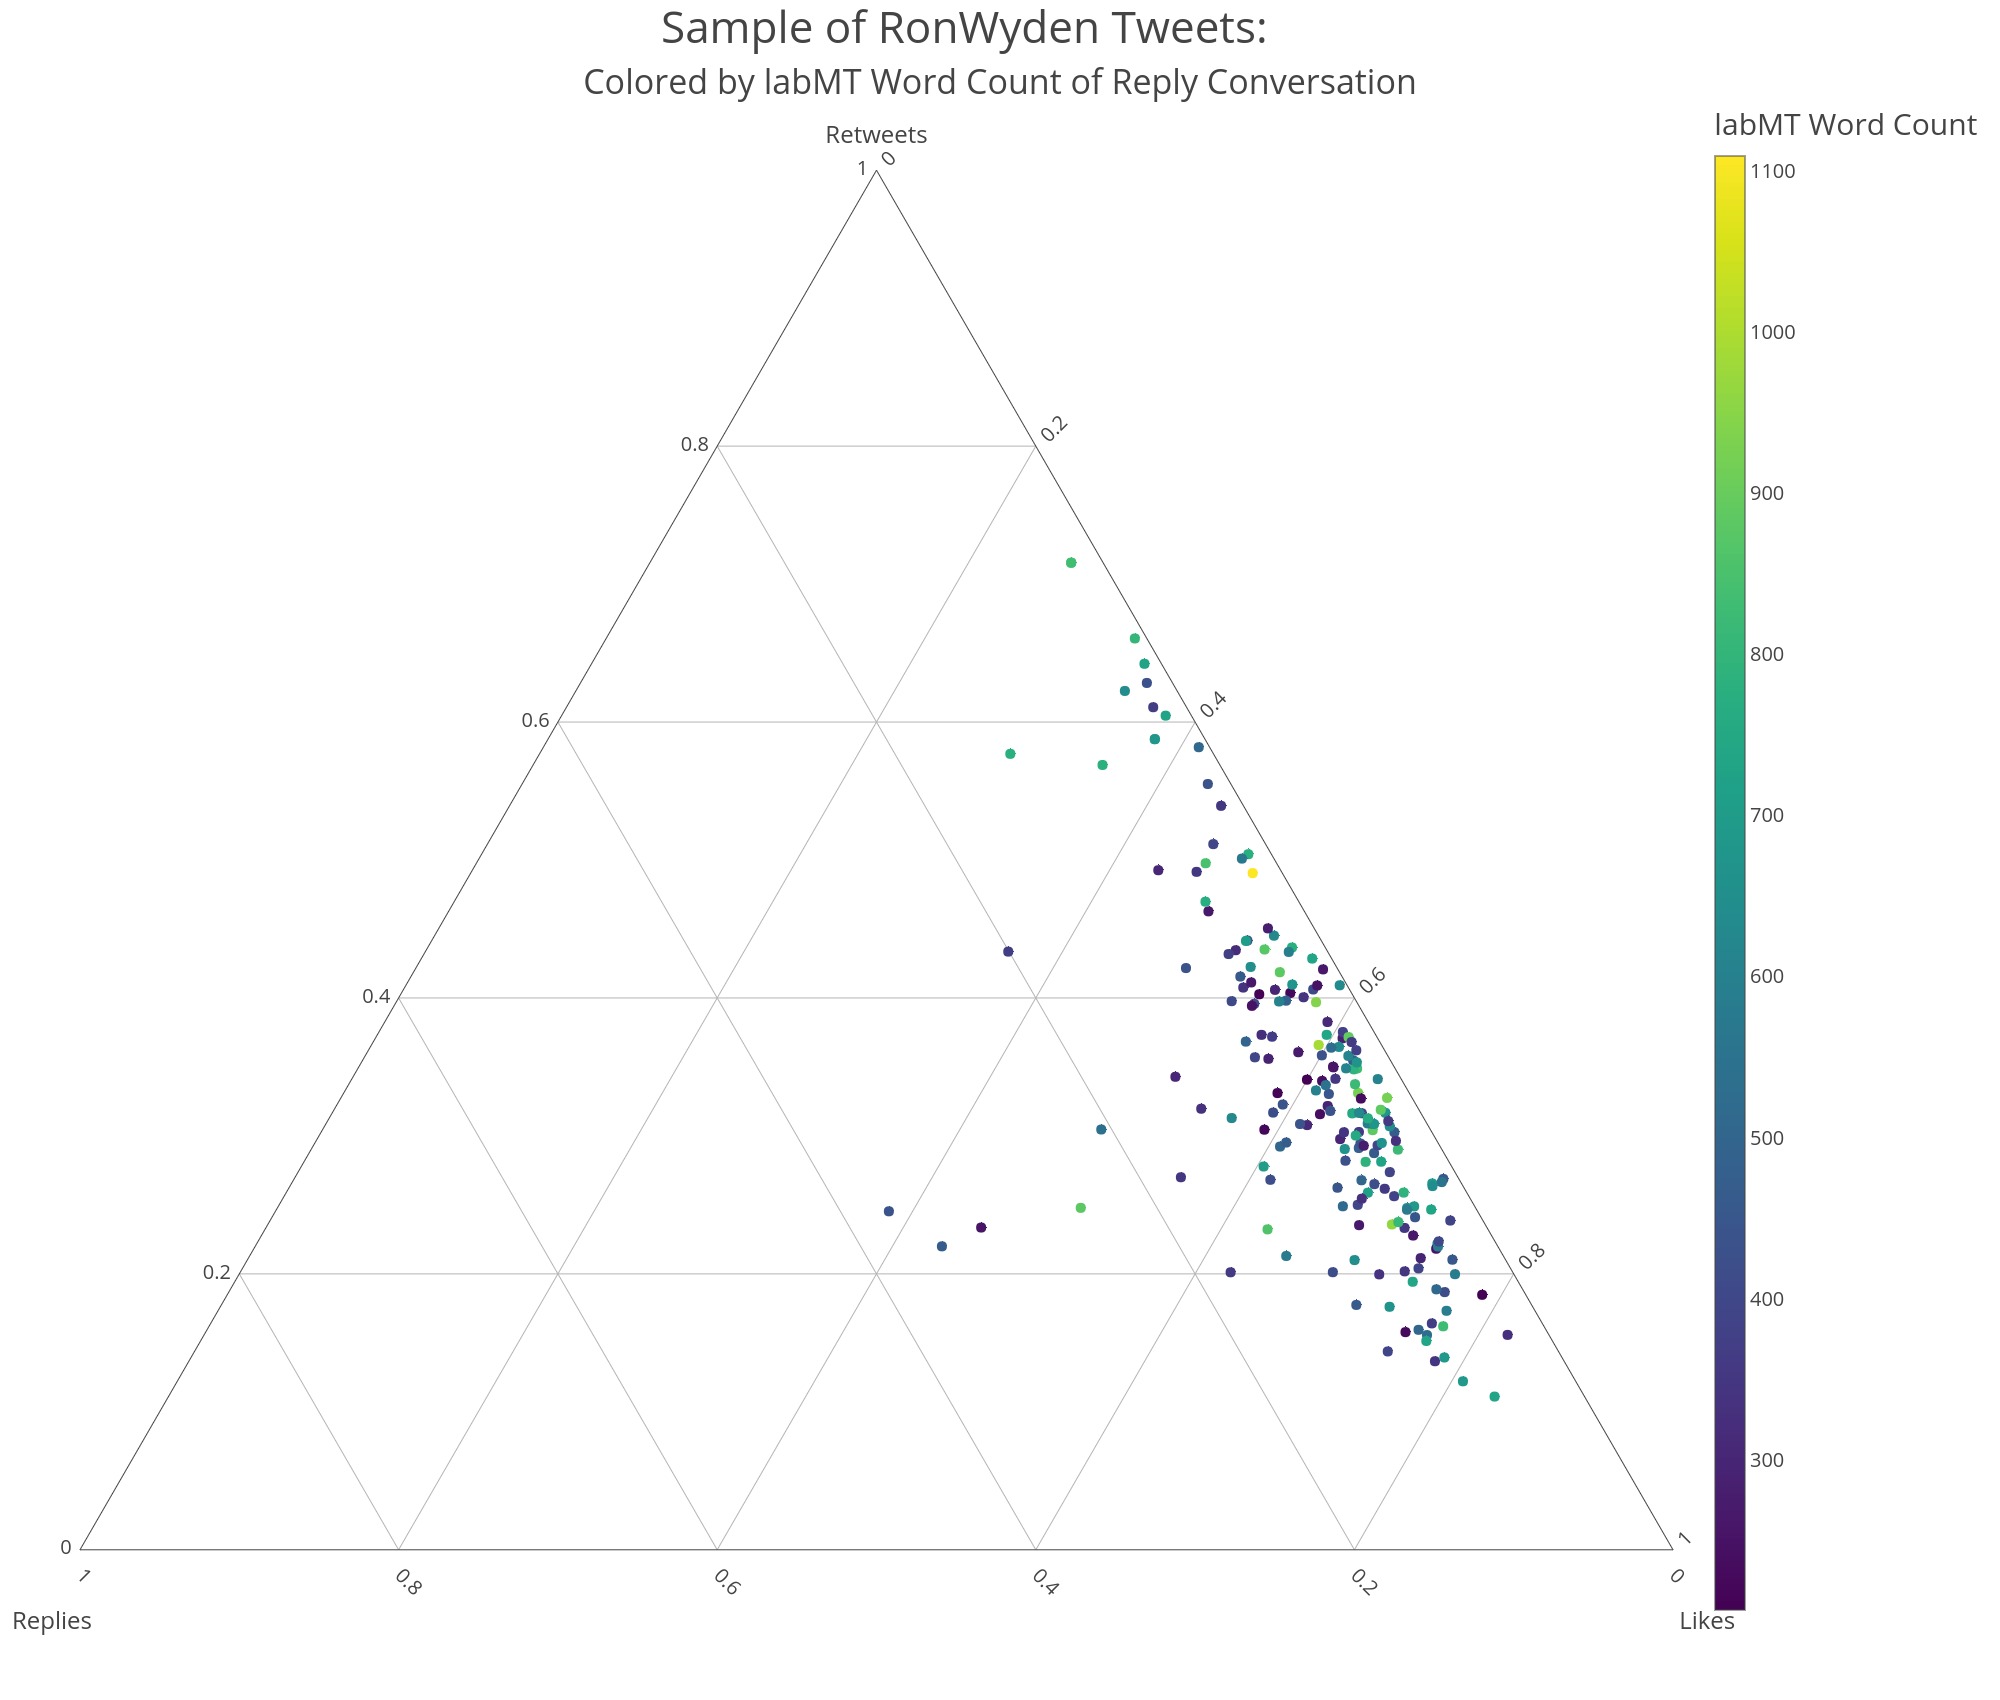 Sample of RonWyden Tweets:
Colored by labMT Word Count of Reply Conversation
labMT Word Count
Retweets
1 0
1100
1000
0.8 0.2
900
800
0.6 0.4
700
600
0.4 0.6
500
400
0.2 0.8
300
0 1
1 0.8 0.6 0.4 0.2 0
Replies Likes